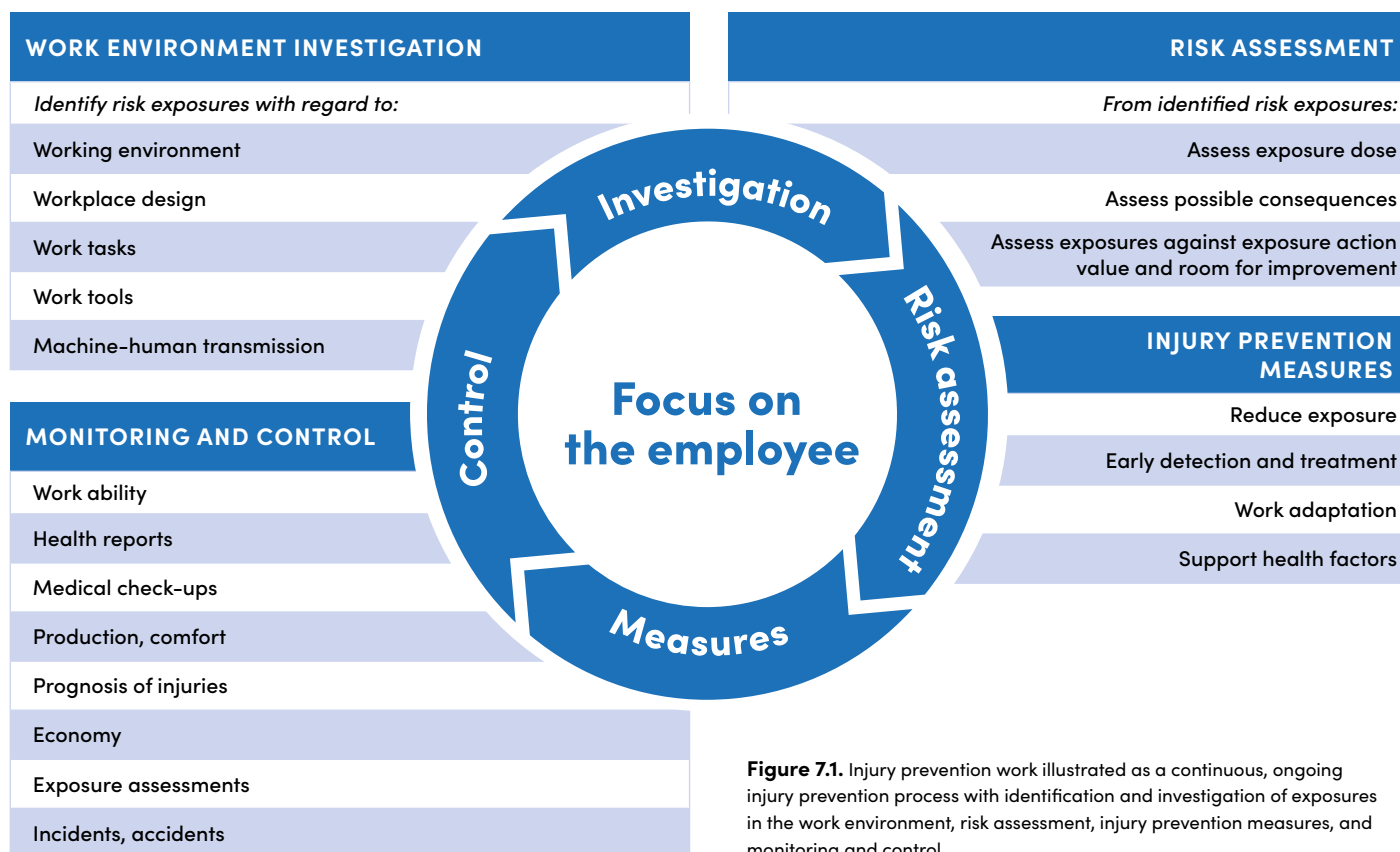 WORK ENVIRONMENT INVESTIGATION
Identify risk exposures with regard to:
Working environment
Workplace design
Work tasks
Work tools
Machine-human transmission
MONITORING AND CONTROL
Work ability
Health reports
Medical check-ups
Production, comfort
Prognosis of injuries
Economy
Exposure assessments
Incidents, accidents
Investigation
Risk assessment
Measures
Control
Focus on
the employee
RISK ASSESSMENT
From identified risk exposures:
Assess exposure dose
Assess possible consequences
Assess exposures against exposure action
value and room for improvement
INJURY PREVENTION
MEASURES
Reduce exposure
Early detection and treatment
Work adaptation
Support health factors
Figure 7.1. Injury prevention work illustrated as a continuous, ongoing
injury prevention process with identification and investigation of exposures
in the work environment, risk assessment, injury prevention measures, and
monitoring and control.